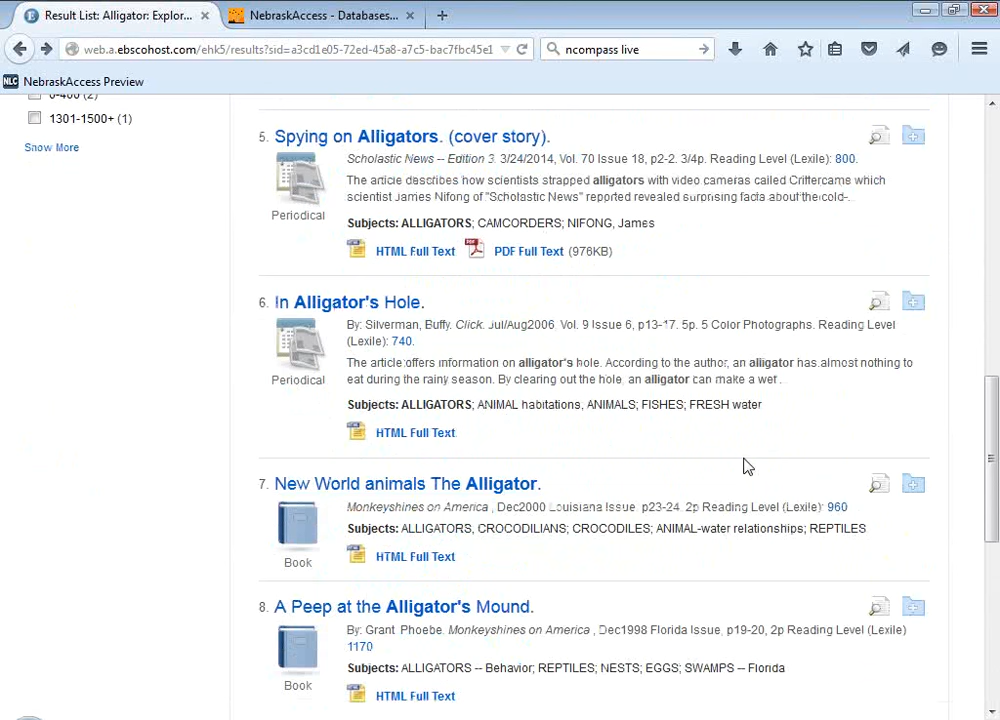 Result List: Alligator: Explor...
NebraskAccess - Databases...
web.a.ebscohost.com/ehk5/results?sid=a3cd1e05-72ed-45a8-a7c5-bac7fbc45e1
ncompass live
NLC NebraskAccess Preview
0-400 (2)
1301-1500+ (1)
Show More
5. Spying on Alligators. (cover story).
Scholastic News -- Edition 3. 3/24/2014, Vol. 70 Issue 18, p2-2. 3/4p. Reading Level (Lexile): 800.
The article describes how scientists strapped alligators with video cameras called Crittercams which
scientist James Nifong of "Scholastic News" reported revealed surprising facts about the cold-.
Periodical
Subjects: ALLIGATORS; CAMCORDERS; NIFONG, James
HTML Full Text PDF Full Text (976KB)
6. In Alligator's Hole.
By: Silverman, Buffy. Click. Jul/Aug2006, Vol. 9 Issue 6, p13-17. 5p. 5 Color Photographs. Reading Level
(Lexile): 740.
The article offers information on alligator's hole. According to the author, an alligator has almost nothing to
eat during the rainy season. By clearing out the hole, an alligator can make a wet .
Periodical
Subjects: ALLIGATORS; ANIMAL habitations, ANIMALS; FISHES; FRESH water
HTML Full Text
7. New World animals The Alligator.
Monkeyshines on America , Dec2000 Louisiana Issue, p23-24. 2p Reading Level (Lexile): 960
Subjects: ALLIGATORS, CROCODILIANS; CROCODILES; ANIMAL-water relationships; REPTILES
HTML Full Text
Book
8. A Peep at the Alligator's Mound.
By: Grant Phoebe. Monkeyshines on America , Dec1998 Florida Issue, p19-20, 2p Reading Level (Lexile)
1170
Subjects: ALLIGATORS -- Behavior; REPTILES; NESTS; EGGS; SWAMPS -- Florida
Book
HTML Full Text